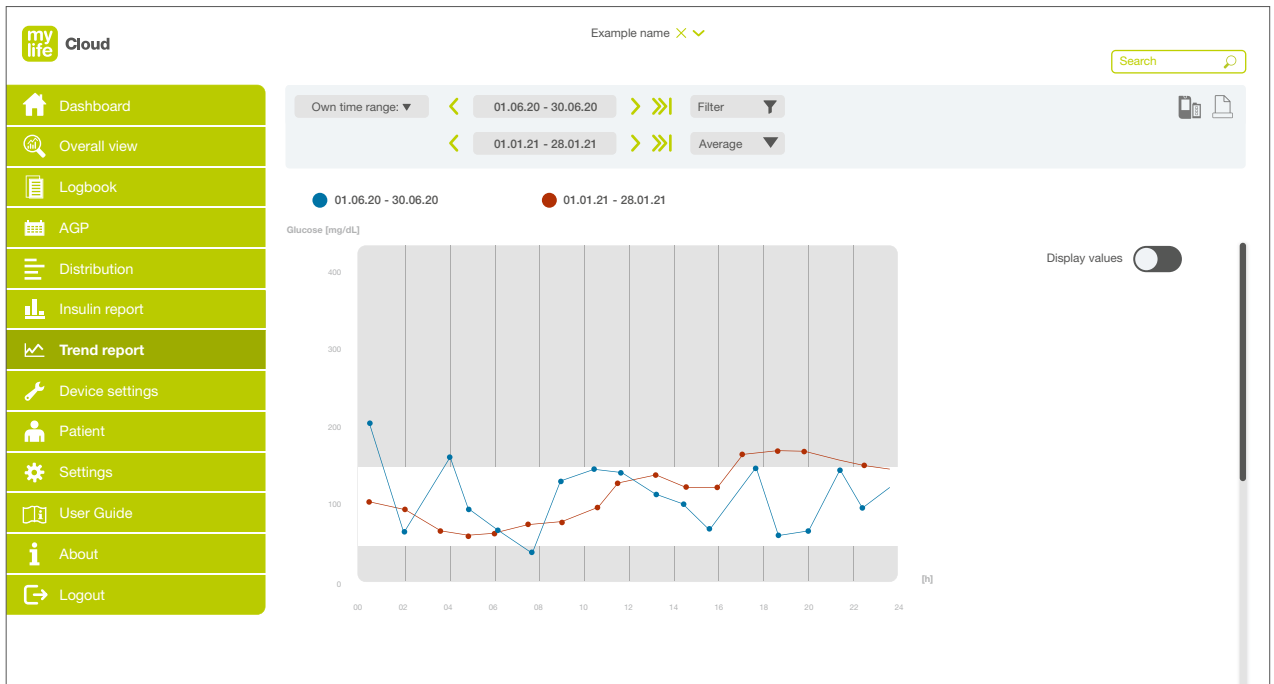 my
life
Cloud
Example name
Search
Dashboard
Overall view
Logbook
AGP
Distribution
Insulin report
Trend report
Device settings
Patient
Settings
User Guide
About
Logout
Own time range: 01.06.20 - 30.06.20 Filter
01.01.21 - 28.01.21 Average
01.06.20 - 30.06.20 01.01.21 - 28.01.21
Glucose [mg/dL]
Display values
400
300
200
100
0
[h]
00 02 04 06 08 10 12 14 16 18 20 22 24